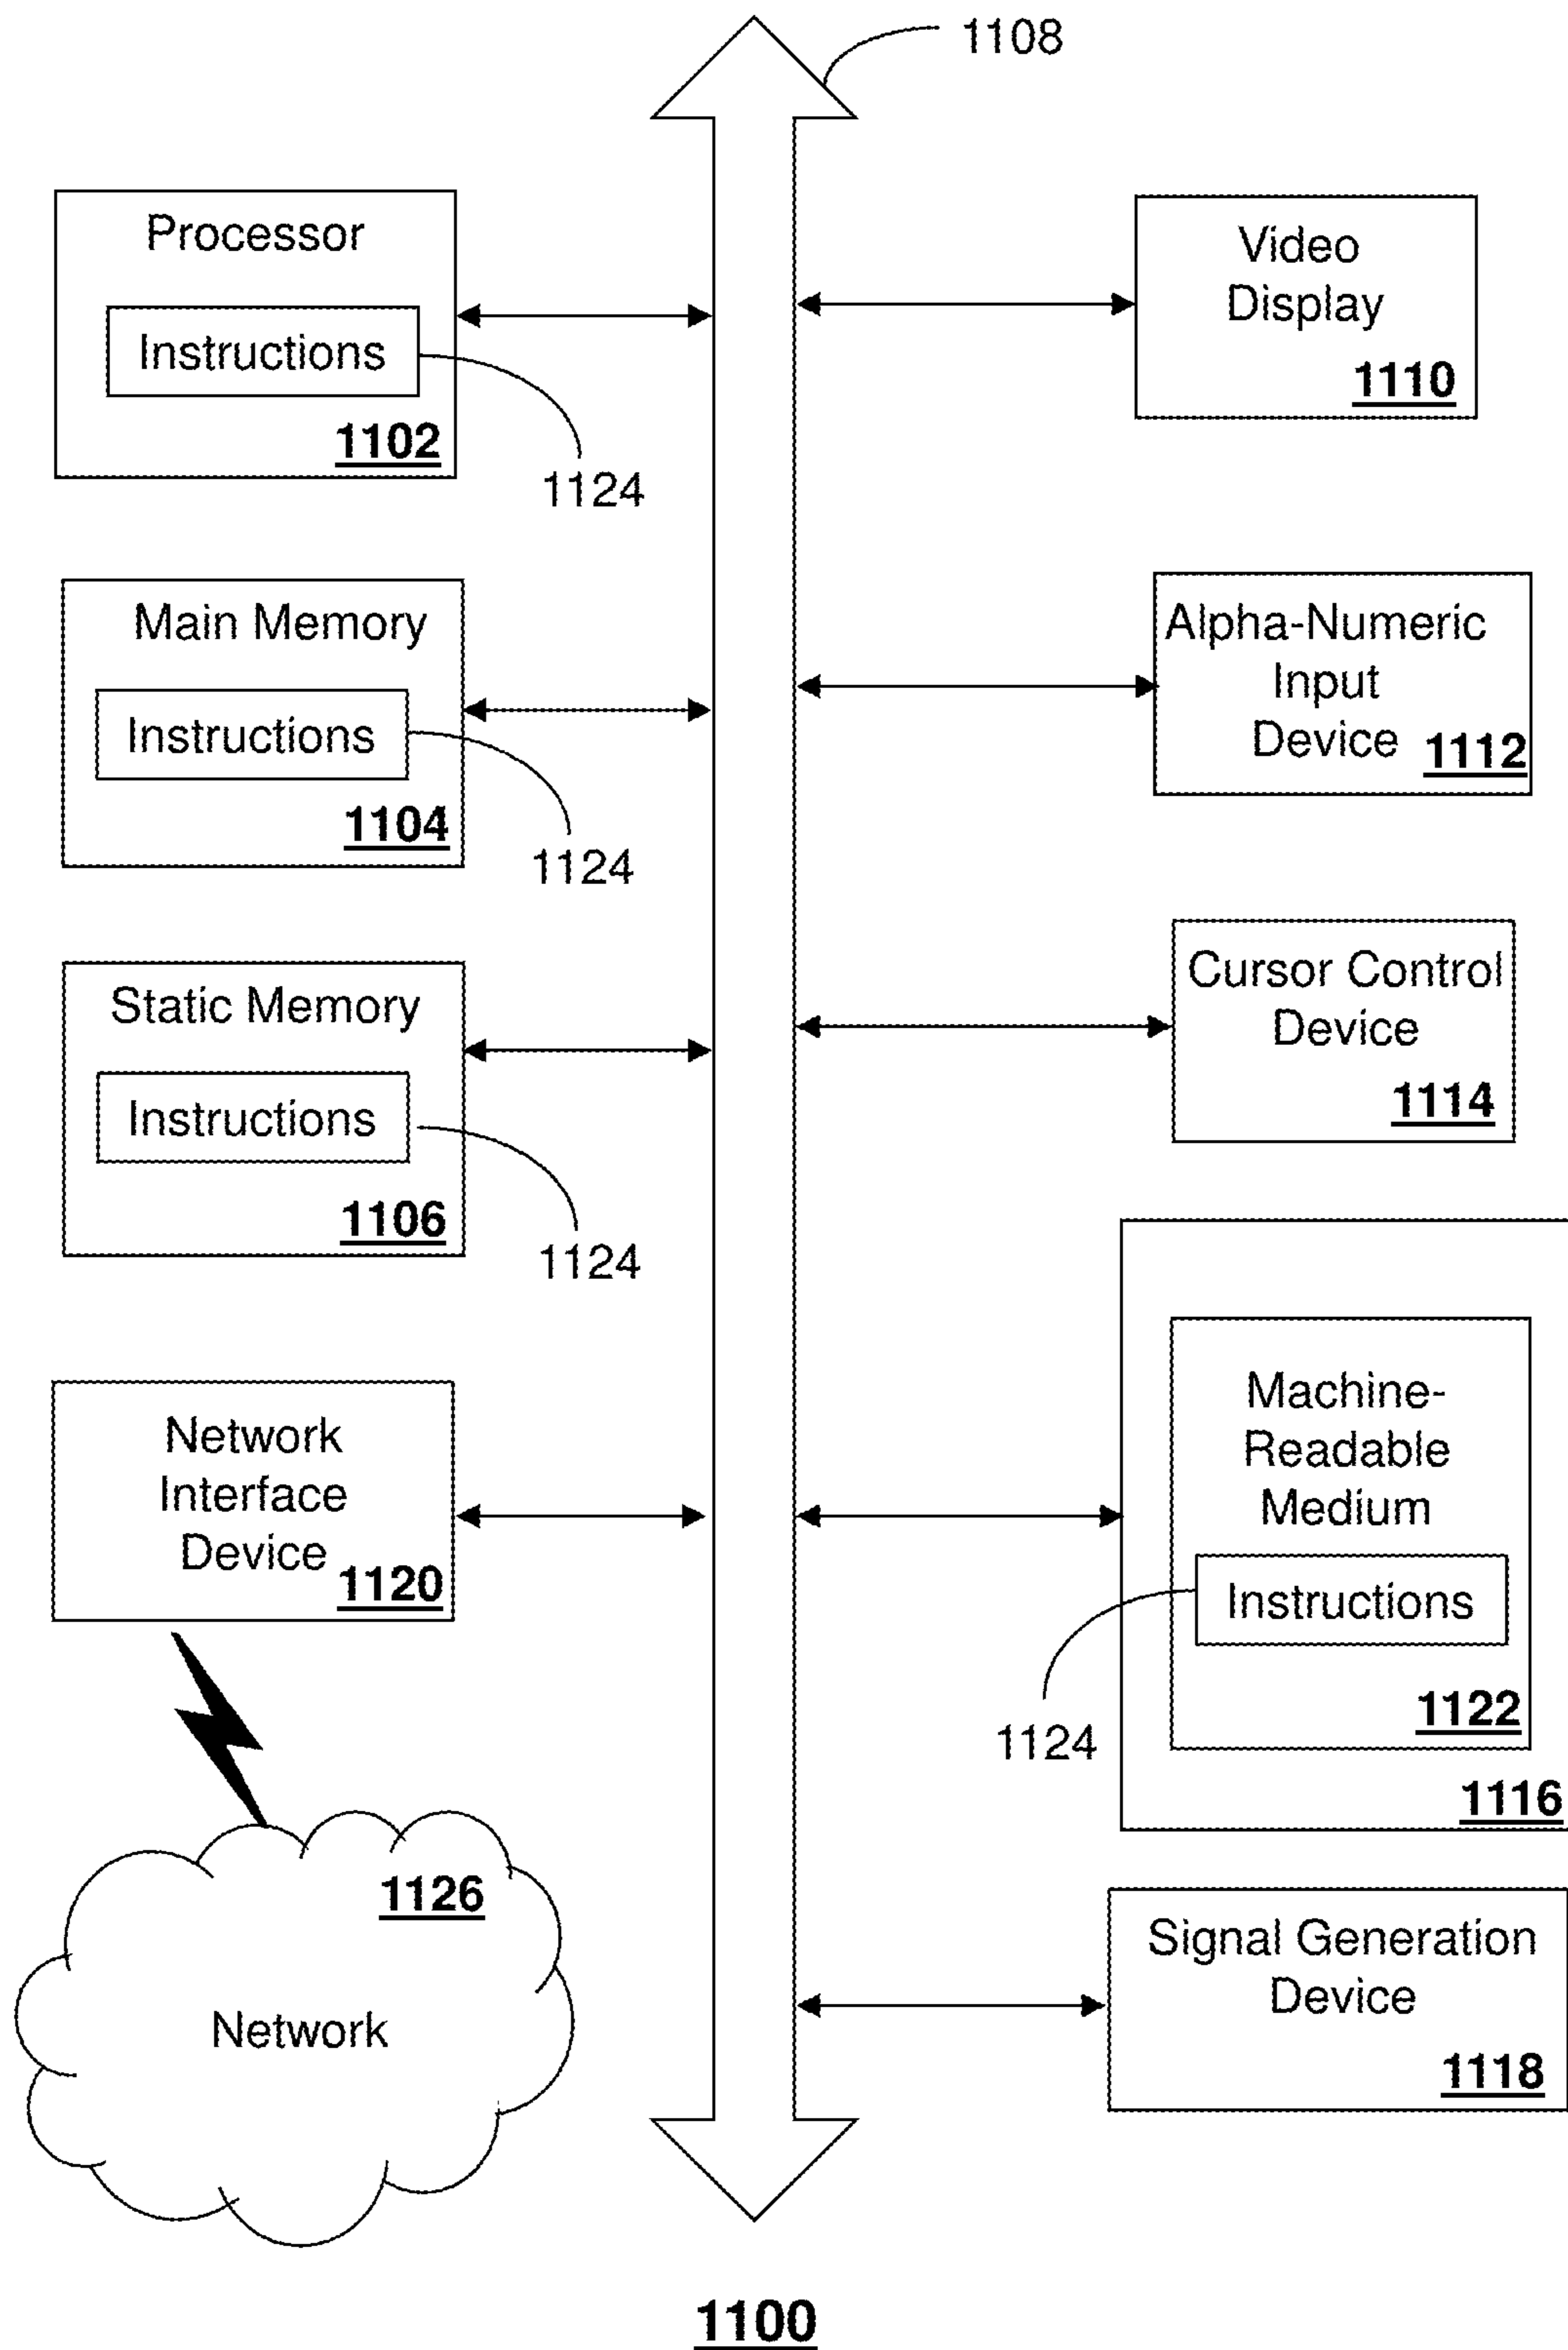 1108
Processor
Instructions
1102
1124
Main Memory
Instructions
1104
1124
Static Memory
Instructions
1106
1124
Network
Interface
Device
1120
1126
Network
Video
Display
1110
Alpha-Numeric
Input
Device
1112
Cursor Control
Device
1114
Machine-
Readable
Medium
Instructions
1124
1122
1116
Signal Generation
Device
1118
1100